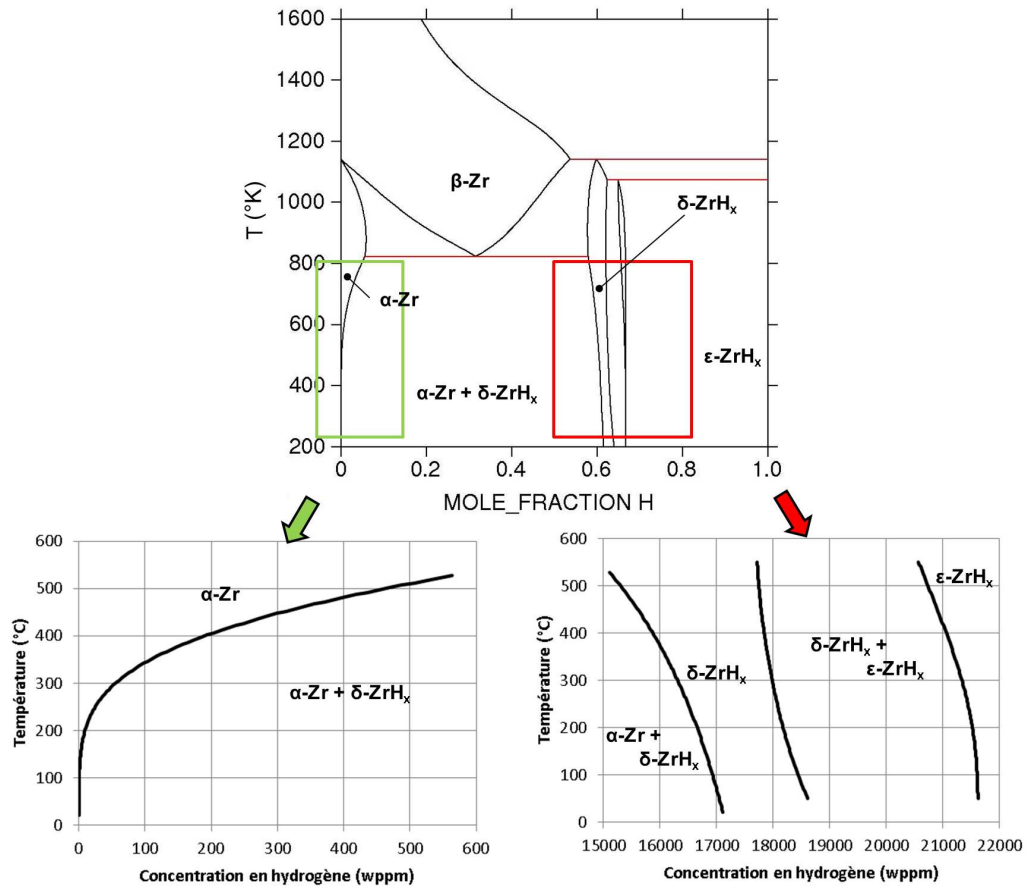 1600
1400
1200
1000
800
600
400
200
T (°K)
β-Zr
δ-ZrHₓ
α-Zr
α-Zr + δ-ZrHₓ
ε-ZrHₓ
0 0.2 0.4 0.6 0.8 1.0
MOLE_FRACTION H
600
500
400
300
200
100
0
Température (°C)
α-Zr
α-Zr + δ-ZrHₓ
0 100 200 300 400 500 600
Concentration en hydrogène (wppm)
600
500
400
300
200
100
0
Température (°C)
ε-ZrHₓ
δ-ZrHₓ +
ε-ZrHₓ
δ-ZrHₓ
α-Zr +
δ-ZrHₓ
15000 16000 17000 18000 19000 20000 21000 22000
Concentration en hydrogène (wppm)